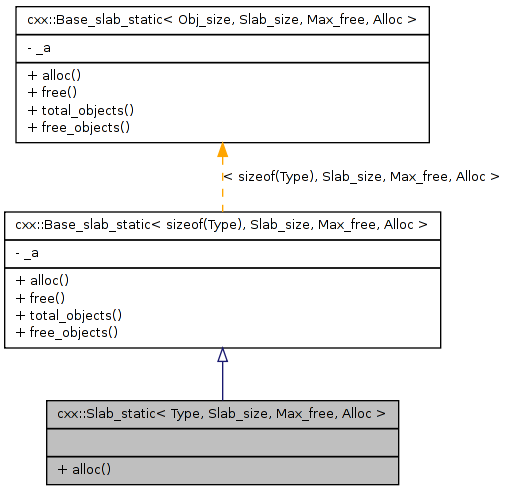 cxx::Base_slab_static< Obj_size, Slab_size, Max_free, Alloc >
- _a
+ alloc()
+ free()
+ total_objects()
+ free_objects()
< sizeof(Type), Slab_size, Max_free, Alloc >
cxx::Base_slab_static< sizeof(Type), Slab_size, Max_free, Alloc >
- _a
+ alloc()
+ free()
+ total_objects()
+ free_objects()
cxx::Slab_static< Type, Slab_size, Max_free, Alloc >
+ alloc()